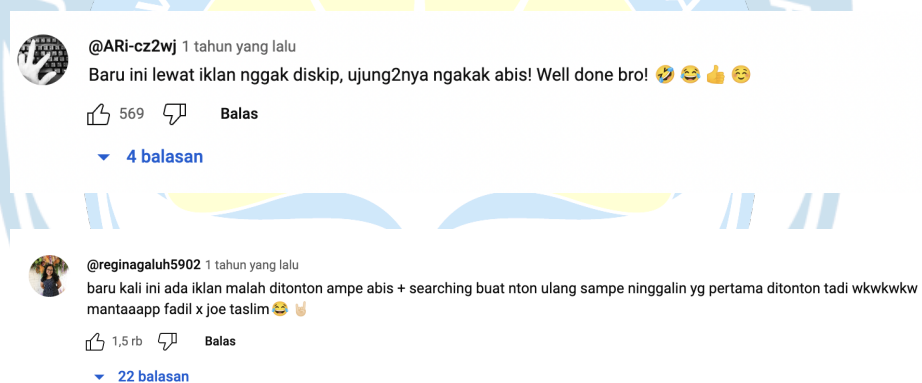 @ARi-cz2wj 1 tahun yang lalu
Baru ini lewat iklan nggak diskip, ujung2nya ngakak abis! Well done bro! 🤣 😂 👍 ☺️
569 Balas
4 balasan
@reginagaluh5902 1 tahun yang lalu
baru kali ini ada iklan malah ditonton ampe abis + searching buat nton ulang sampe ninggalin yg pertama ditonton tadi wkwkwkw
mantaaapp fadil x joe taslim😂 🤘🏻
1,5 rb Balas
22 balasan